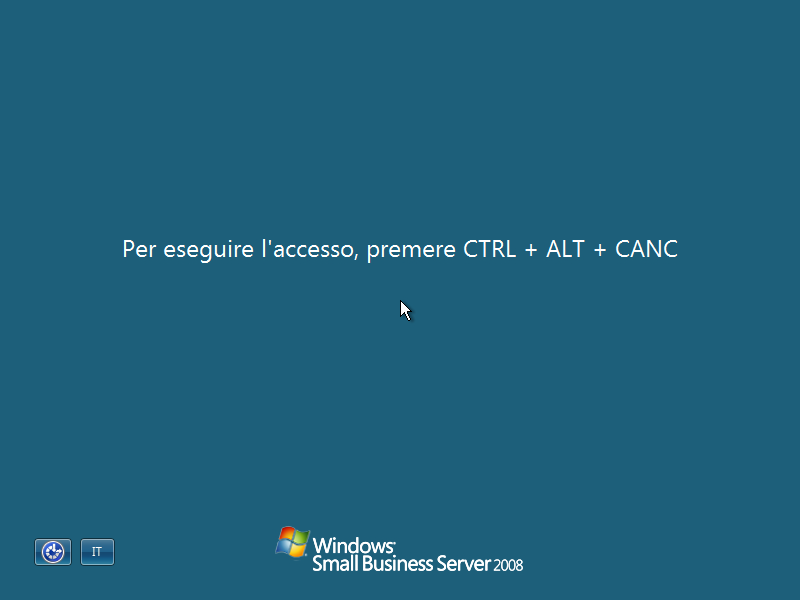 Per eseguire l'accesso, premere CTRL + ALT + CANC
IT
Windows
Small Business Server 2008